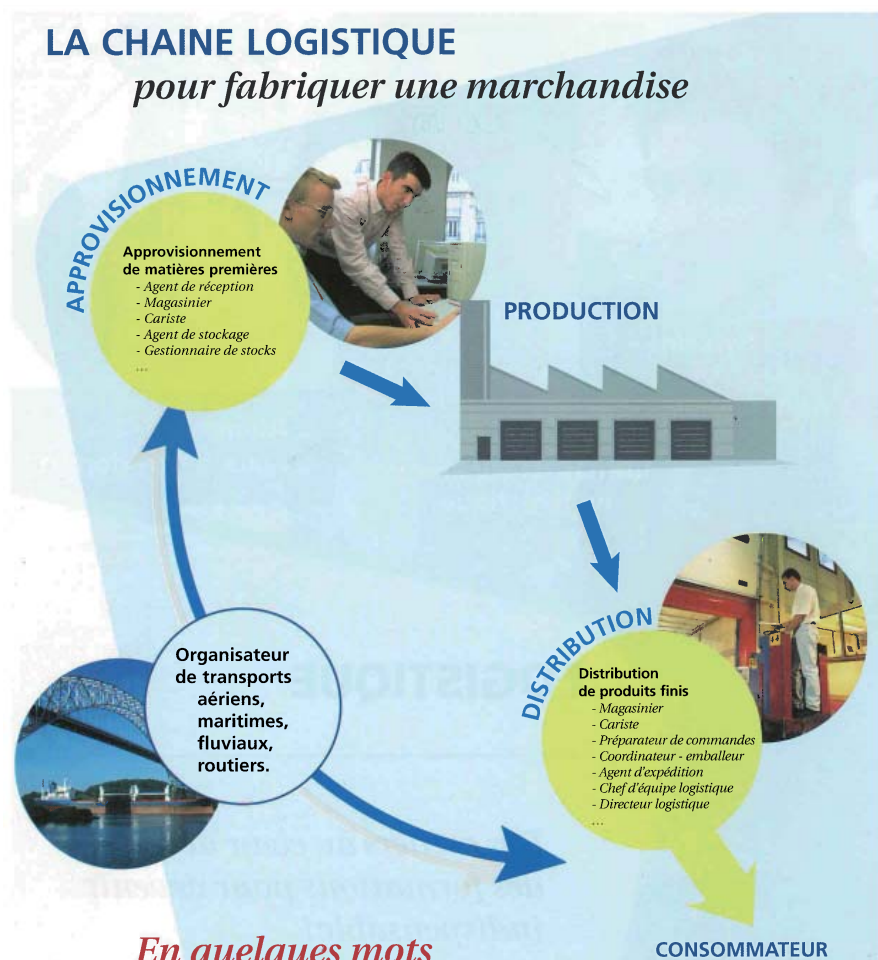 LA CHAINE LOGISTIQUE
pour fabriquer une marchandise
APPROVISIONNEMENT
Approvisionnement
de matières premières
- Agent de réception
- Magasinier
- Cariste
- Agent de stockage
- Gestionnaire de stocks
...
PRODUCTION
DISTRIBUTION
Distribution
de produits finis
- Magasinier
- Cariste
- Préparateur de commandes
- Coordinateur - emballeur
- Agent d'expédition
- Chef d'équipe logistique
- Directeur logistique
...
Organisateur
de transports
aériens,
maritimes,
fluviaux,
routiers.
CONSOMMATEUR
En quelques mots